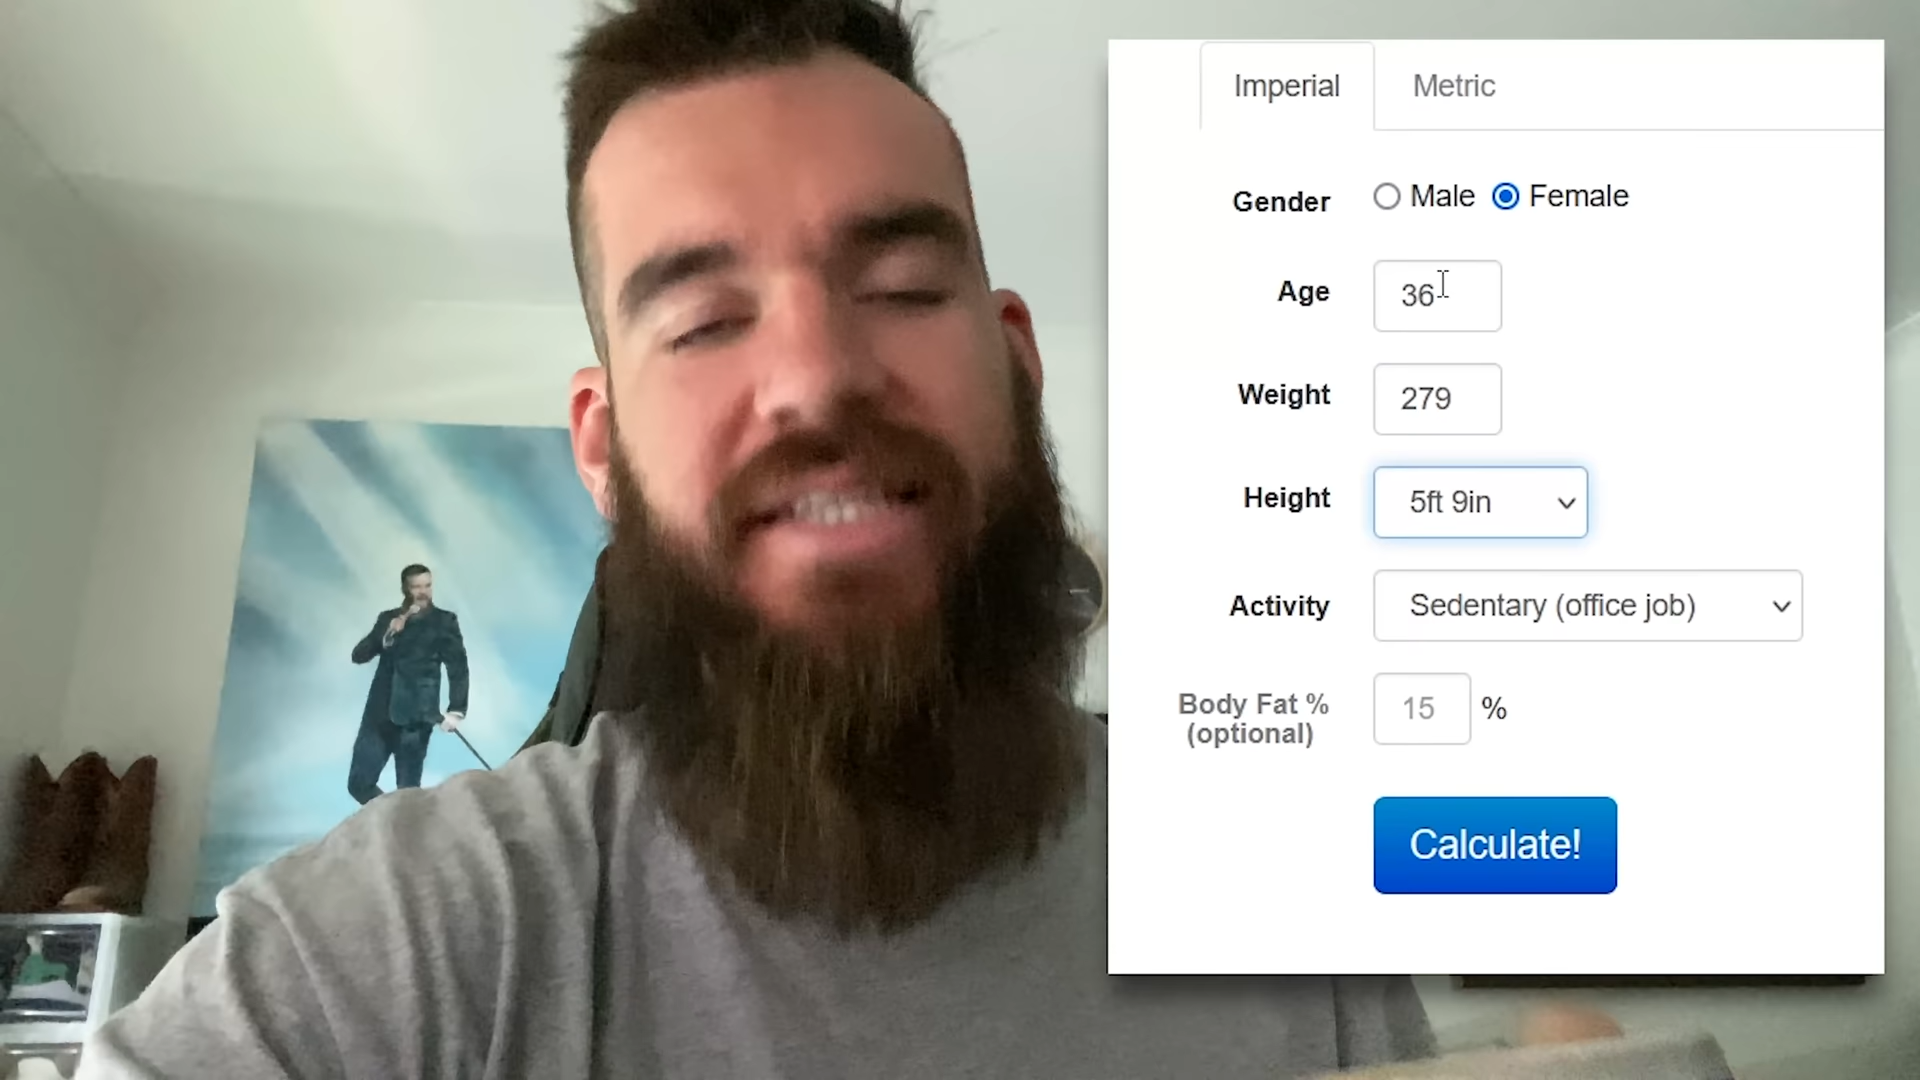 Imperial Metric
Gender Male Female
Age 36
Weight 279
Height 5ft 9in
Activity Sedentary (office job)
Body Fat % 15 %
(optional)
Calculate!